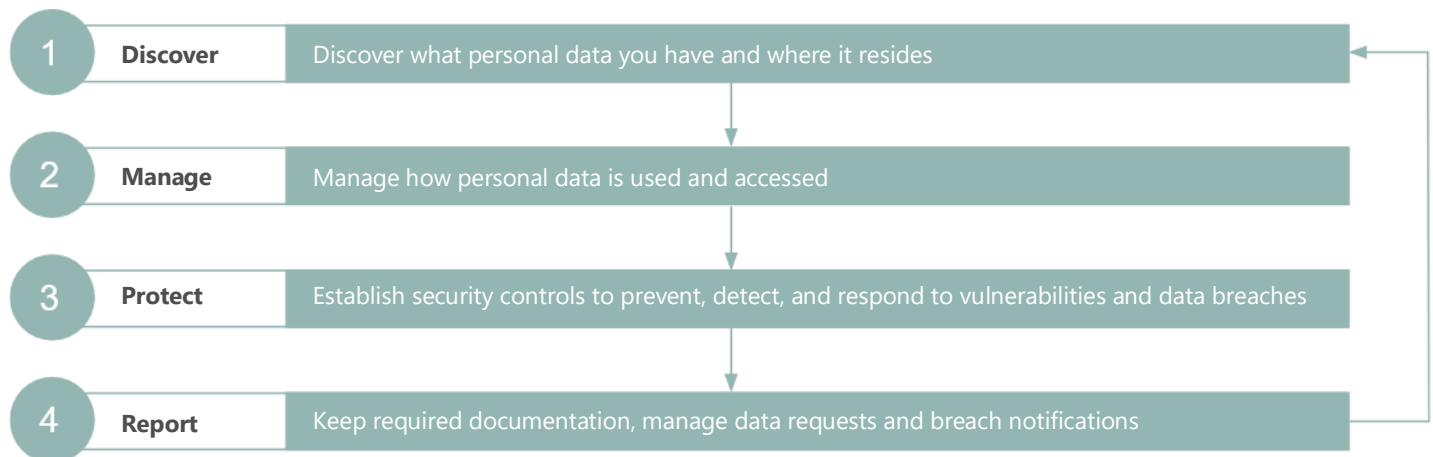 1 Discover Discover what personal data you have and where it resides
2 Manage Manage how personal data is used and accessed
3 Protect Establish security controls to prevent, detect, and respond to vulnerabilities and data breaches
4 Report Keep required documentation, manage data requests and breach notifications